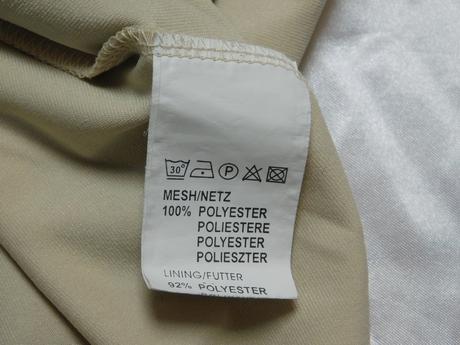 30°
P
MESH/NETZ
100% POLYESTER
POLIESTERE
POLYESTER
POLIESZTER
LINING/FUTTER
92% POLYESTER